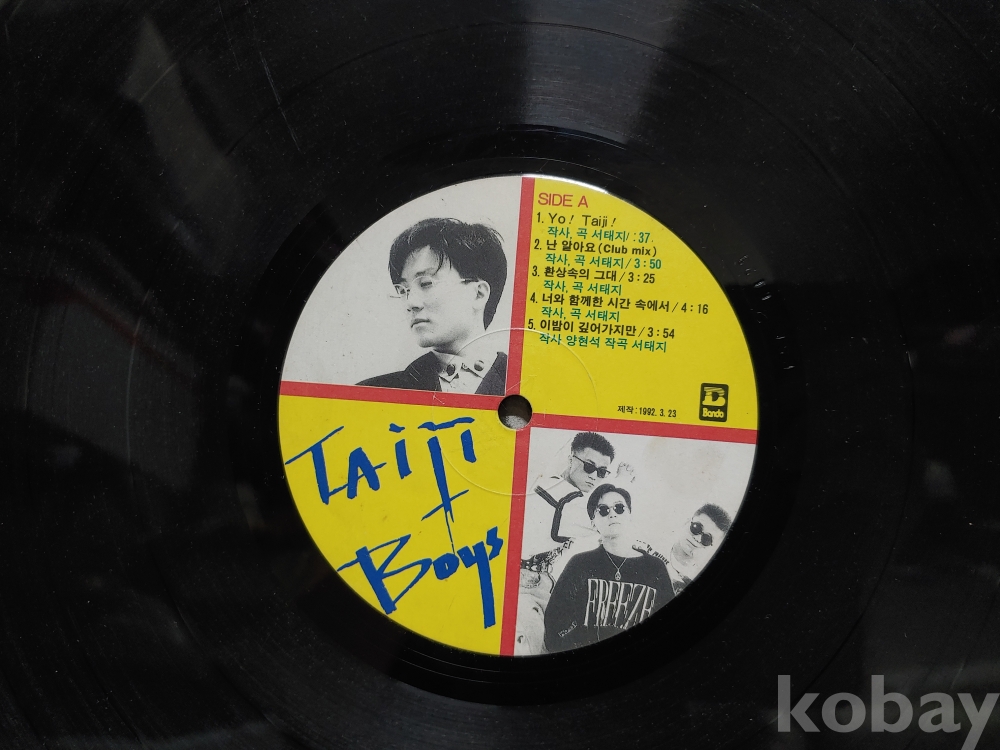 SIDE A
1. Yo! Taiji!
작사, 곡 서태지/ :37
2. 난 알아요(Club mix)
작사, 곡 서태지/3:50
3. 환상속의 그대/3:25
작사, 곡 서태지
4. 너와 함께한 시간 속에서/4:16
작사, 곡 서태지
5. 이밤이 깊어가지만/3:54
작사 양현석 작곡 서태지
제작:1992. 3. 23
Bando
TAiJi
Boys
FREEZE
kobay